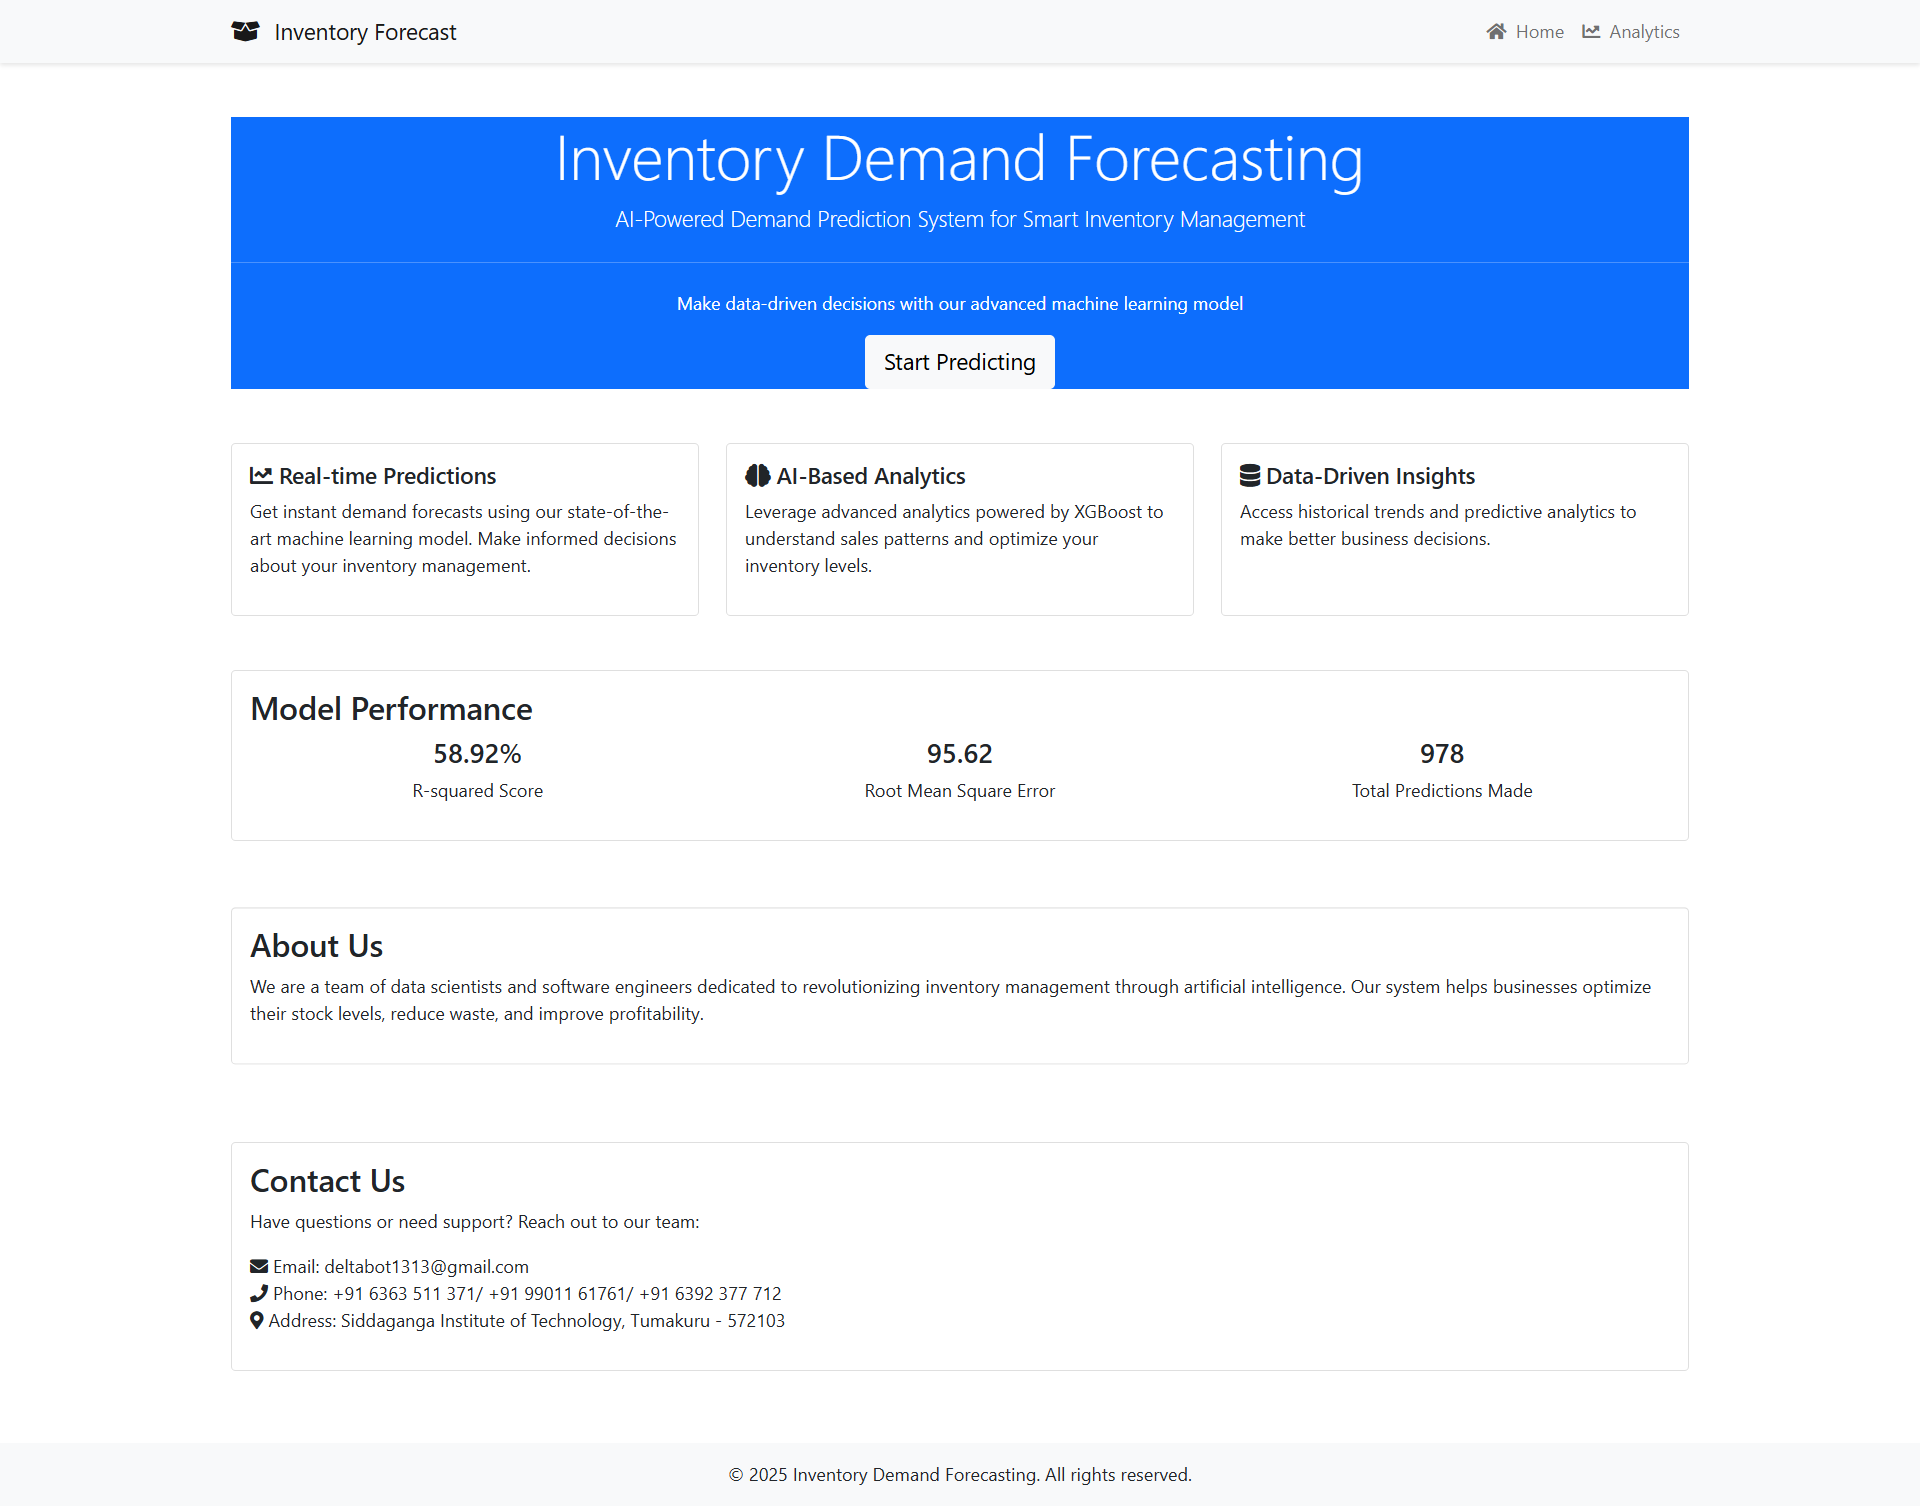 Inventory Forecast
Home
Analytics
Inventory Demand Forecasting
AI-Powered Demand Prediction System for Smart Inventory Management
Make data-driven decisions with our advanced machine learning model
Start Predicting
Real-time Predictions
Get instant demand forecasts using our state-of-the-
art machine learning model. Make informed decisions
about your inventory management.
AI-Based Analytics
Leverage advanced analytics powered by XGBoost to
understand sales patterns and optimize your
inventory levels.
Data-Driven Insights
Access historical trends and predictive analytics to
make better business decisions.
Model Performance
58.92%
R-squared Score
95.62
Root Mean Square Error
978
Total Predictions Made
About Us
We are a team of data scientists and software engineers dedicated to revolutionizing inventory management through artificial intelligence. Our system helps businesses optimize
their stock levels, reduce waste, and improve profitability.
Contact Us
Have questions or need support? Reach out to our team:
Email: deltabot1313@gmail.com
Phone: +91 6363 511 371/ +91 99011 61761/ +91 6392 377 712
Address: Siddaganga Institute of Technology, Tumakuru - 572103
© 2025 Inventory Demand Forecasting. All rights reserved.